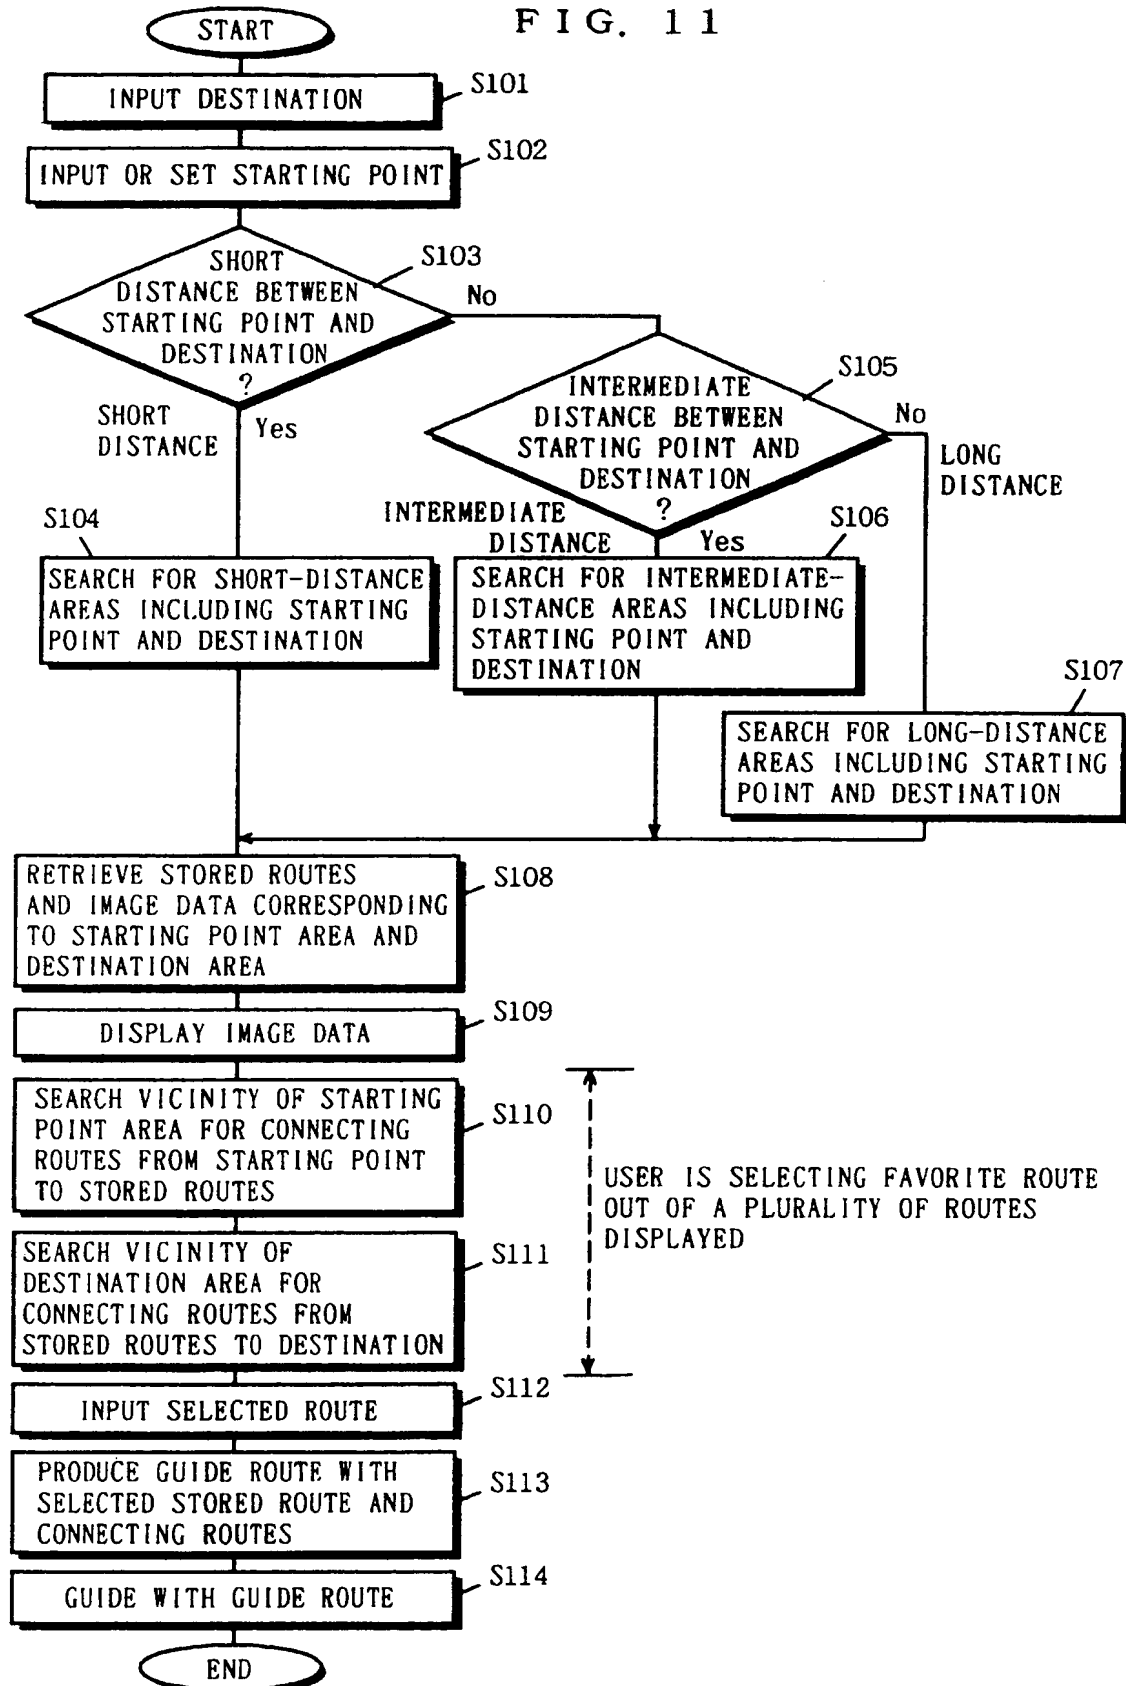 FIG. 11
START
S101
INPUT DESTINATION
S102
INPUT OR SET STARTING POINT
S103
SHORT
DISTANCE BETWEEN
STARTING POINT AND
DESTINATION
?
No
SHORT
DISTANCE
Yes
S105
INTERMEDIATE
DISTANCE BETWEEN
STARTING POINT AND
DESTINATION
?
No
LONG
DISTANCE
INTERMEDIATE
DISTANCE
Yes
S104
SEARCH FOR SHORT-DISTANCE
AREAS INCLUDING STARTING
POINT AND DESTINATION
S106
SEARCH FOR INTERMEDIATE-
DISTANCE AREAS INCLUDING
STARTING POINT AND
DESTINATION
S107
SEARCH FOR LONG-DISTANCE
AREAS INCLUDING STARTING
POINT AND DESTINATION
S108
RETRIEVE STORED ROUTES
AND IMAGE DATA CORRESPONDING
TO STARTING POINT AREA AND
DESTINATION AREA
S109
DISPLAY IMAGE DATA
S110
SEARCH VICINITY OF STARTING
POINT AREA FOR CONNECTING
ROUTES FROM STARTING POINT
TO STORED ROUTES
USER IS SELECTING FAVORITE ROUTE
OUT OF A PLURALITY OF ROUTES
DISPLAYED
S111
SEARCH VICINITY OF
DESTINATION AREA FOR
CONNECTING ROUTES FROM
STORED ROUTES TO DESTINATION
S112
INPUT SELECTED ROUTE
S113
PRODUCE GUIDE ROUTE WITH
SELECTED STORED ROUTE AND
CONNECTING ROUTES
S114
GUIDE WITH GUIDE ROUTE
END